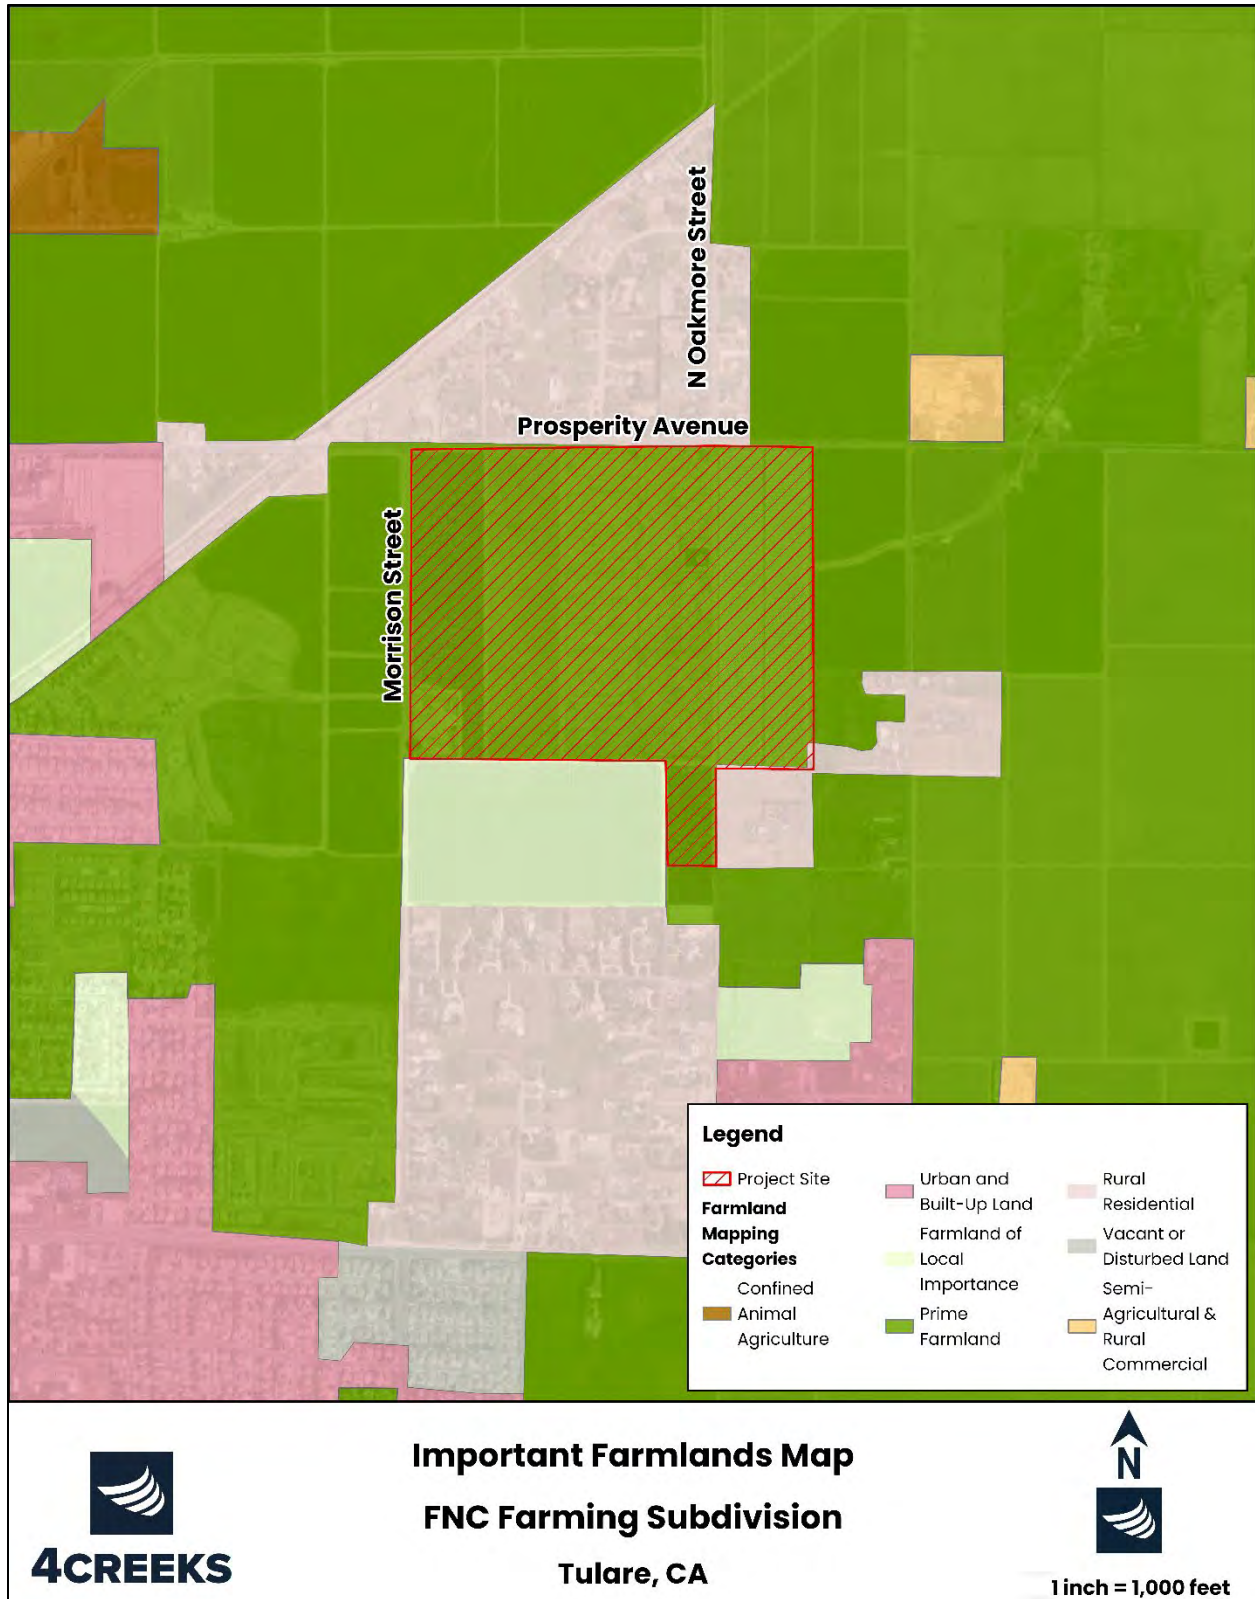 N Oakmore Street
Prosperity Avenue
Morrison Street
Legend
Project Site
Farmland
Mapping
Categories
Confined
Animal
Agriculture
Urban and
Built-Up Land
Farmland of
Local
Importance
Prime
Farmland
Rural
Residential
Vacant or
Disturbed Land
Semi-
Agricultural &
Rural
Commercial
4CREEKS
Important Farmlands Map
FNC Farming Subdivision
Tulare, CA
N
1 inch = 1,000 feet